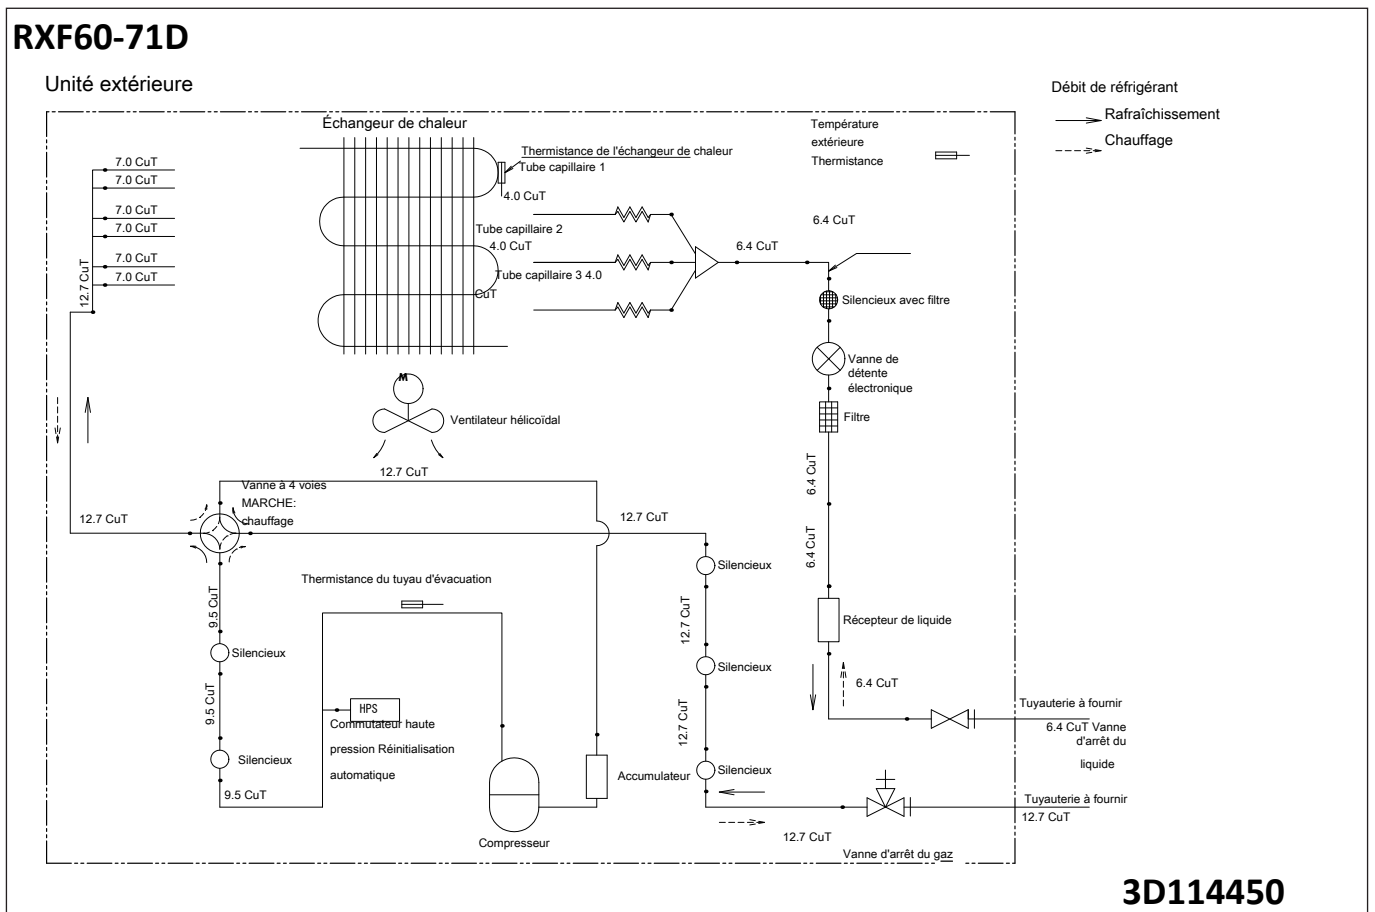 RXF60-71D
Unité extérieure
Débit de réfrigérant
Rafraîchissement
Chauffage
Échangeur de chaleur
Température
extérieure
Thermistance
Thermistance de l'échangeur de chaleur
Tube capillaire 1
4.0 CuT
7.0 CuT
7.0 CuT
7.0 CuT
7.0 CuT
7.0 CuT
7.0 CuT
12.7 CuT
Tube capillaire 2
4.0 CuT
Tube capillaire 3 4.0
CuT
6.4 CuT
6.4 CuT
Silencieux avec filtre
Vanne de
détente
électronique
Filtre
M
Ventilateur hélicoïdal
12.7 CuT
Vanne à 4 voies
MARCHE:
chauffage
12.7 CuT
12.7 CuT
6.4 CuT
6.4 CuT
Silencieux
Thermistance du tuyau d'évacuation
9.5 CuT
Silencieux
12.7 CuT
Récepteur de liquide
Silencieux
6.4 CuT
9.5 CuT
HPS
Commutateur haute
pression Réinitialisation
automatique
12.7 CuT
Tuyauterie à fournir
6.4 CuT Vanne
d'arrêt du
liquide
Silencieux
9.5 CuT
Accumulateur
Silencieux
Compresseur
12.7 CuT
Tuyauterie à fournir
12.7 CuT
Vanne d'arrêt du gaz
3D114450